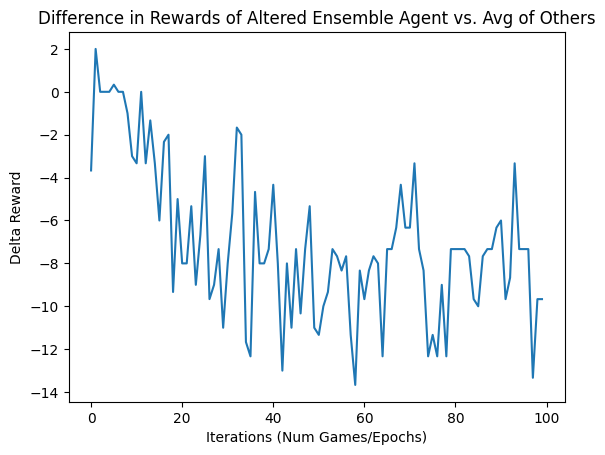 Difference in Rewards of Altered Ensemble Agent vs. Avg of Others
2
0
−2
−4
−6
−8
−10
−12
−14
Delta Reward
0 20 40 60 80 100
Iterations (Num Games/Epochs)